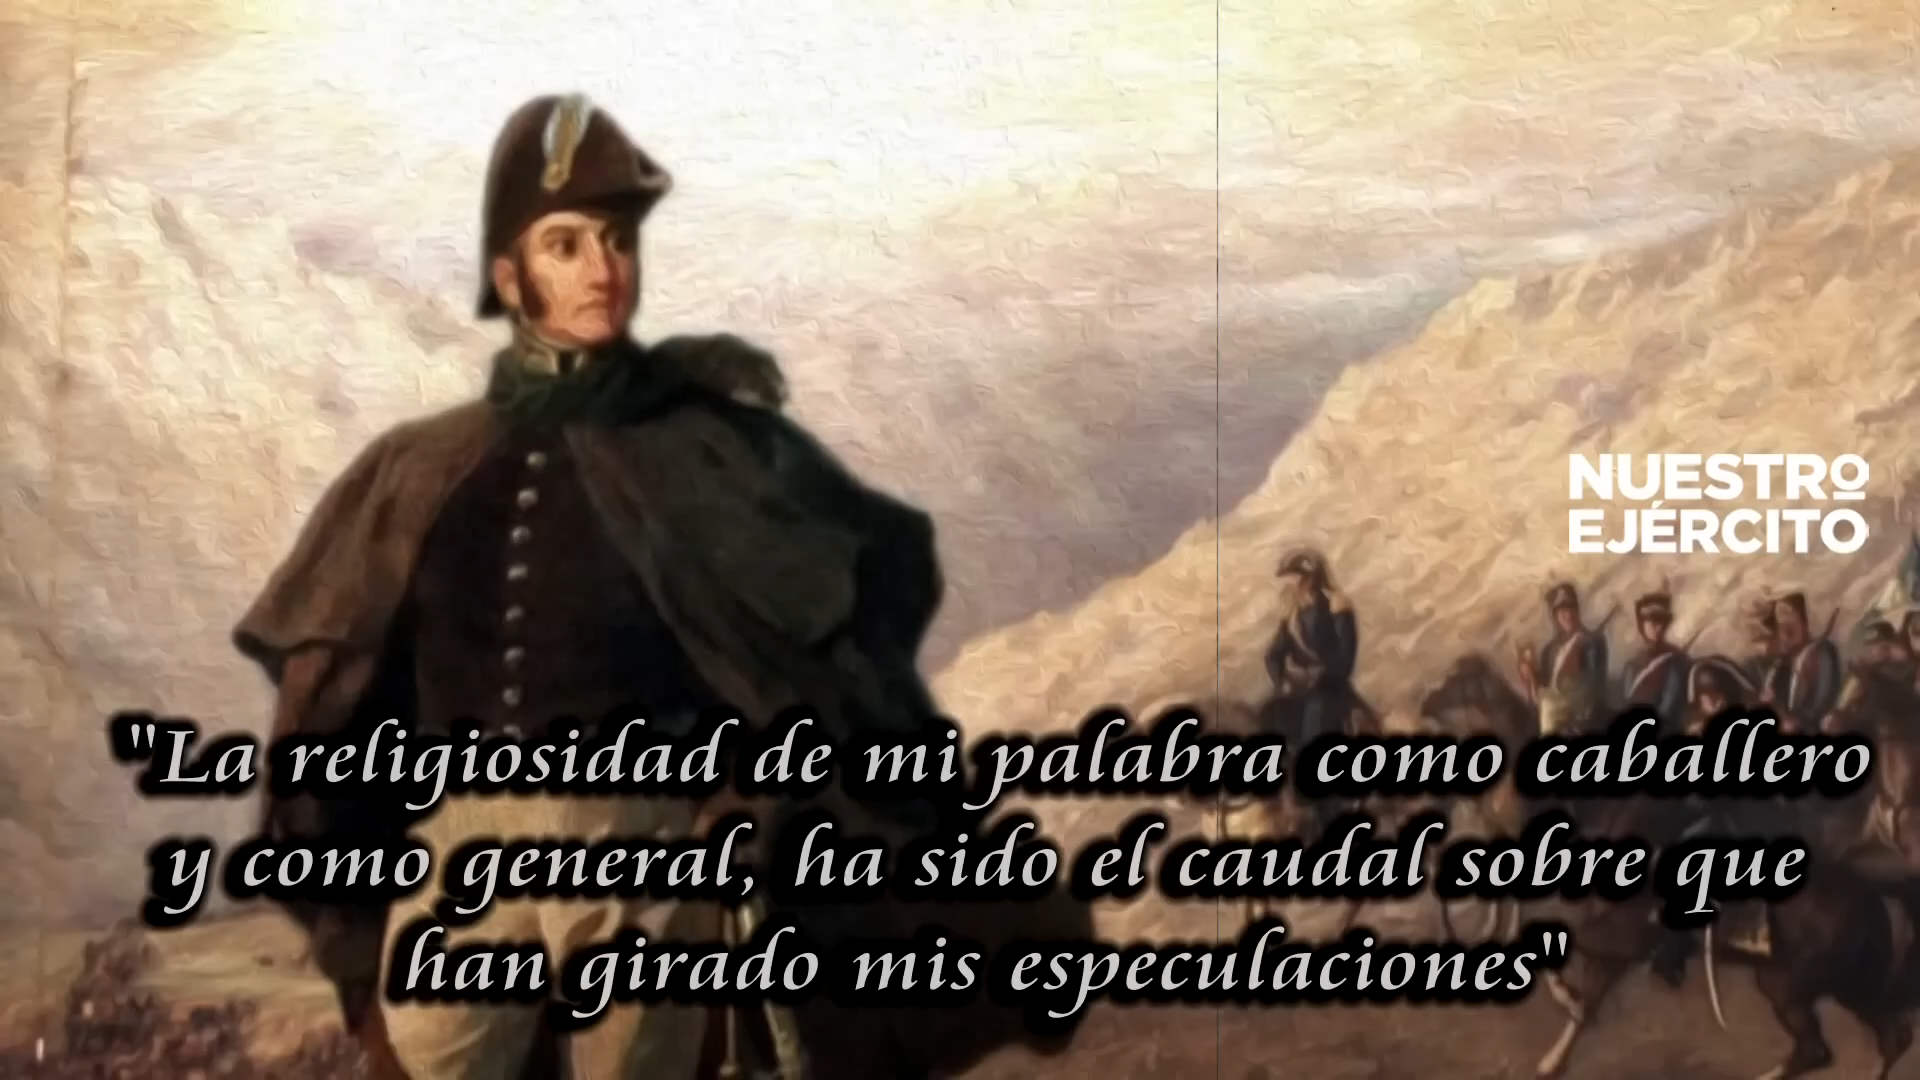 NUESTRO
EJÉRCITO
"La religiosidad de mi palabra como caballero
y como general, ha sido el caudal sobre que
han girado mis especulaciones"